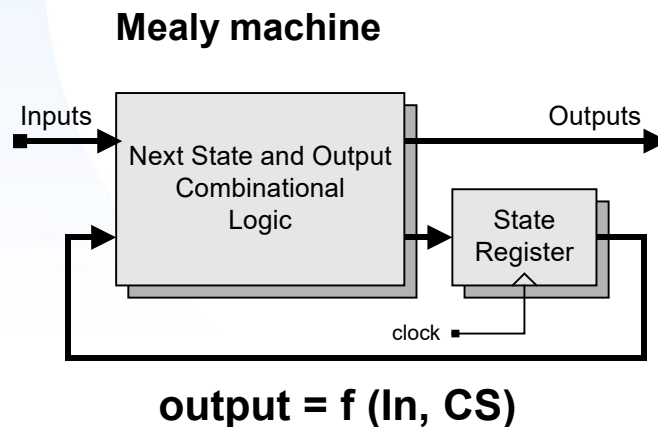 Mealy machine
Inputs
Outputs
Next State and Output
Combinational
Logic
State
Register
clock
output = f (In, CS)